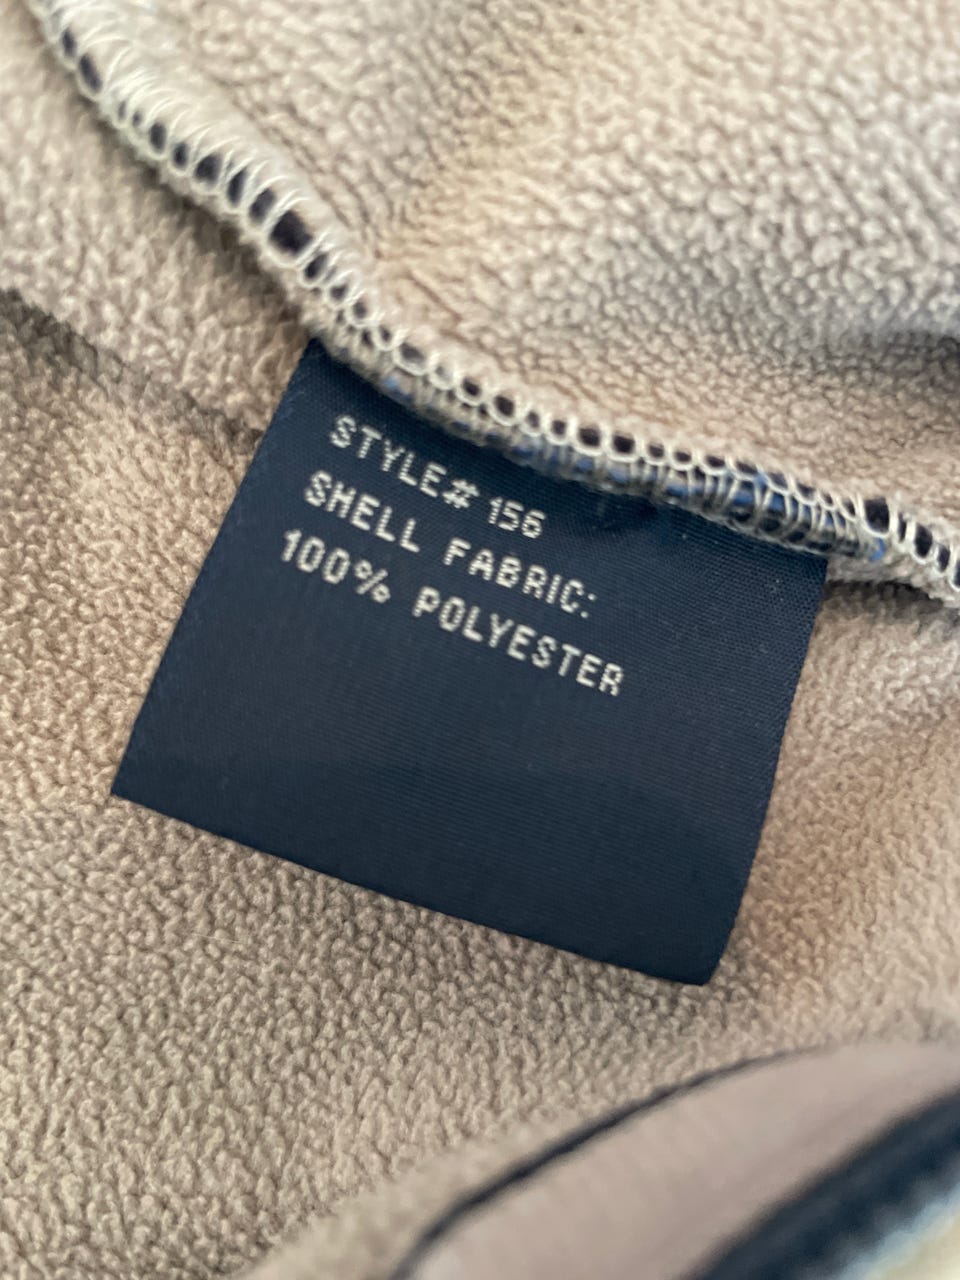 STYLE# 156
SHELL FABRIC:
100% POLYESTER